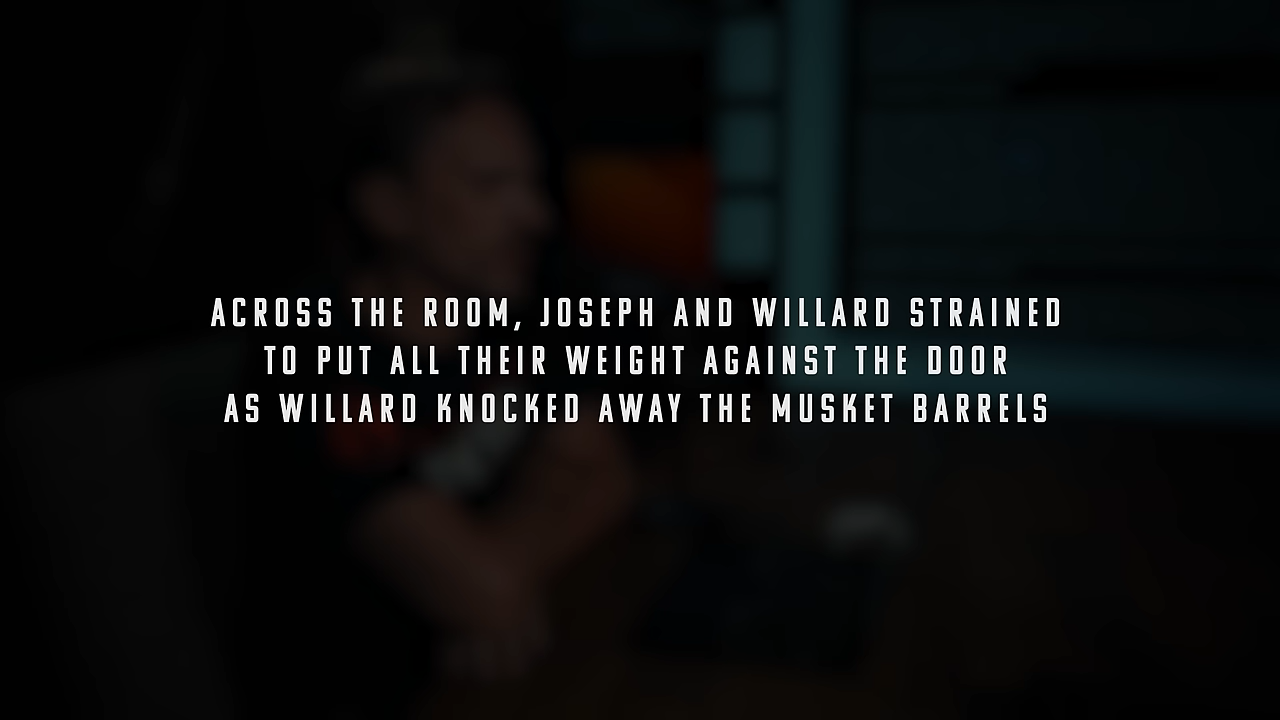 ACROSS THE ROOM, JOSEPH AND WILLARD STRAINED
TO PUT ALL THEIR WEIGHT AGAINST THE DOOR
AS WILLARD KNOCKED AWAY THE MUSKET BARRELS